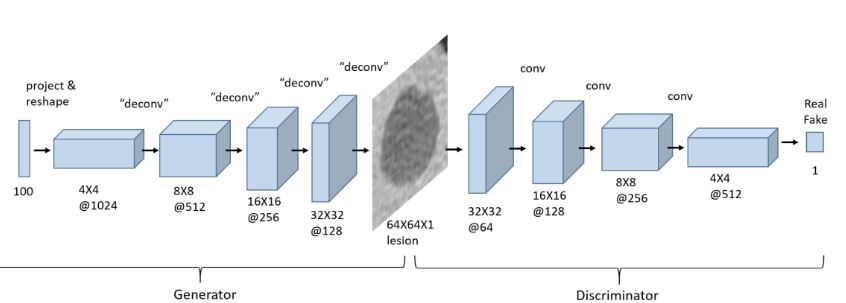 project &
reshape
“deconv”
“deconv”
“deconv”
“deconv”
conv
conv
conv
Real
Fake
100
4X4
@1024
8X8
@512
16X16
@256
32X32
@128
64X64X1
lesion
32X32
@64
16X16
@128
8X8
@256
4X4
@512
1
Generator
Discriminator